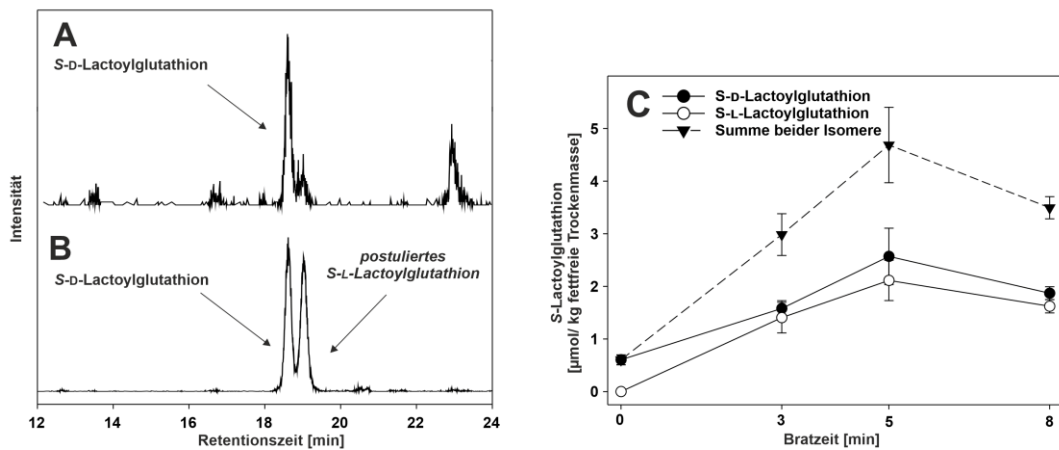 A
S-D-Lactoylglutathion
B
S-D-Lactoylglutathion
postuliertes
S-L-Lactoylglutathion
Intensität
12 14 16 18 20 22 24
Retentionszeit [min]
C
S-D-Lactoylglutathion
S-L-Lactoylglutathion
Summe beider Isomere
S-Lactoylglutathion
[µmol/ kg fettfreie Trockenmasse]
5
4
3
2
1
0
0 3 5 8
Bratzeit [min]